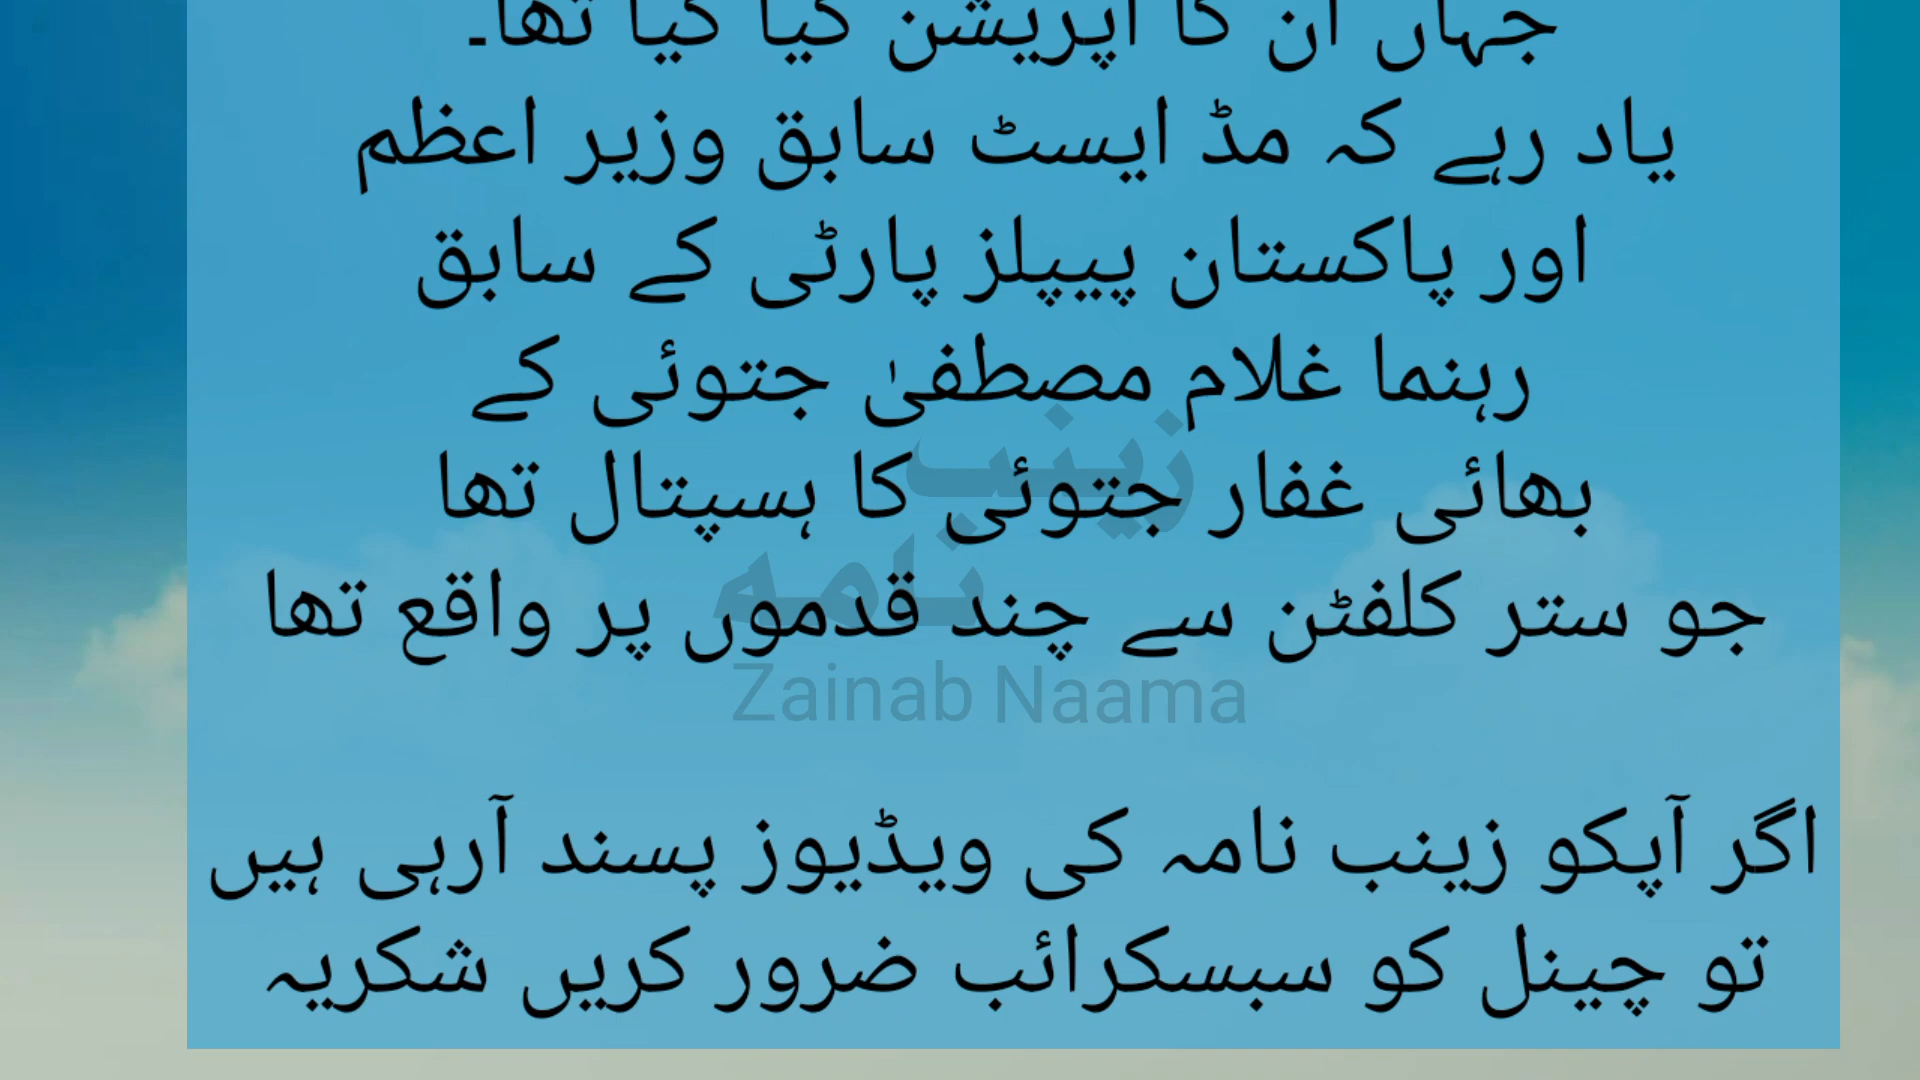 جہاں ان کا اپریشن کیا گیا تھا۔
یاد رہے کہ مڈ ایسٹ سابق وزیر اعظم
اور پاکستان پیپلز پارٹی کے سابق
رہنما غلام مصطفیٰ جتوئی کے
بھائی غفار جتوئی کا ہسپتال تھا
جو ستر کلفٹن سے چند قدموں پر واقع تھا
زینب
نامہ
Zainab Naama
اگر آپکو زینب نامہ کی ویڈیوز پسند آرہی ہیں
تو چینل کو سبسکرائب ضرور کریں شکریہ